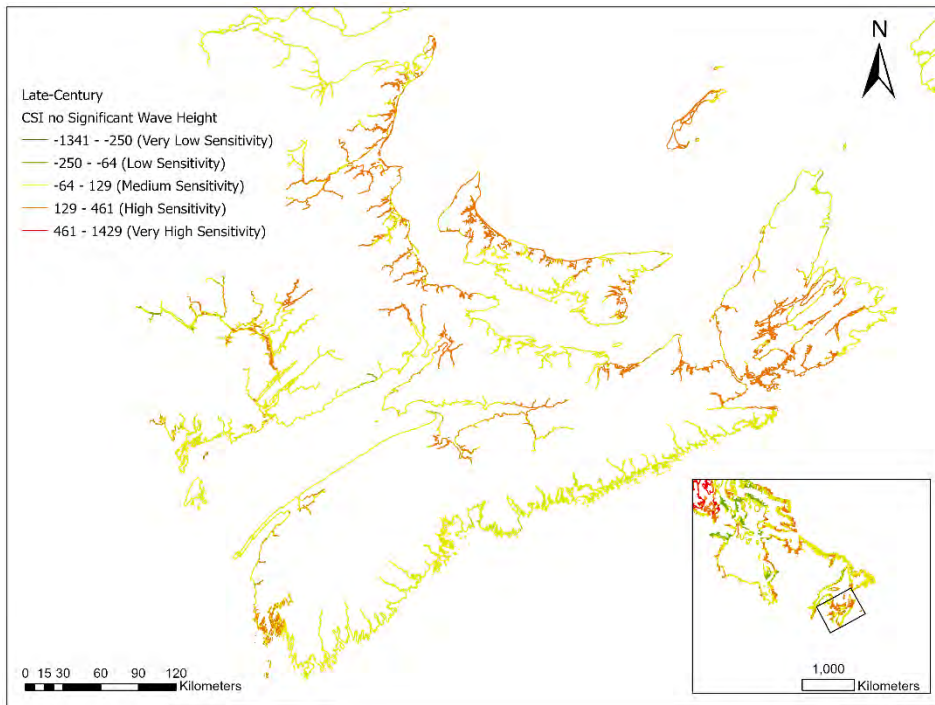 N
Late-Century
CSI no Significant Wave Height
-1341 - -250 (Very Low Sensitivity)
-250 - -64 (Low Sensitivity)
-64 - 129 (Medium Sensitivity)
129 - 461 (High Sensitivity)
461 - 1429 (Very High Sensitivity)
0 15 30 60 90 120
Kilometers
1,000
Kilometers